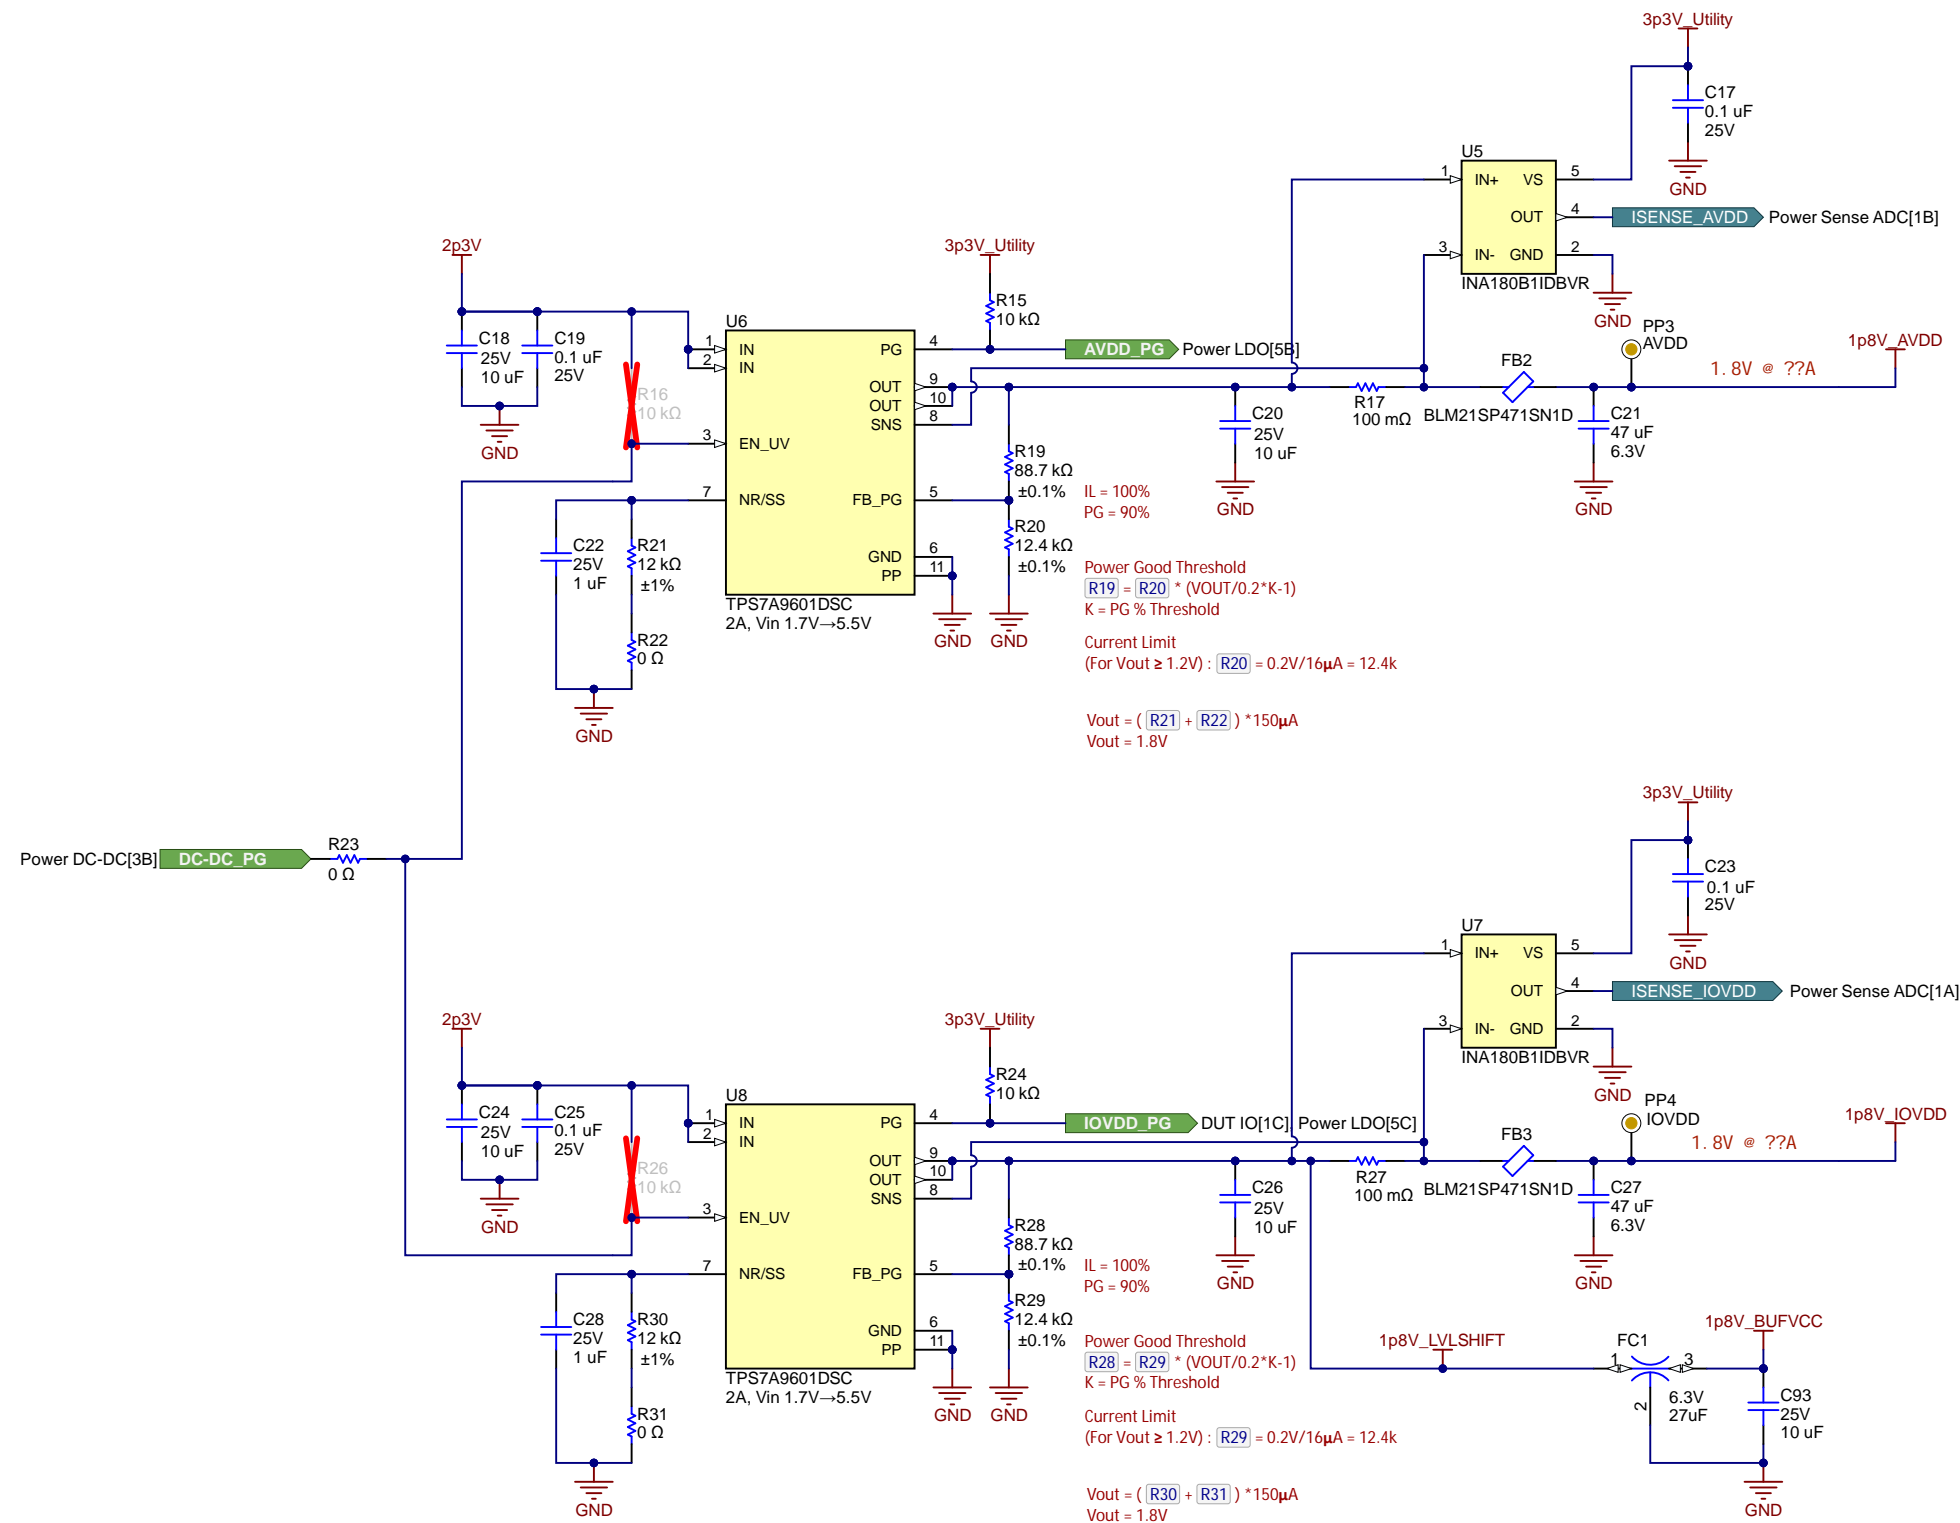 3p3V_Utility
C17
0.1 uF
25V
GND
U5
1
IN+
VS
5
OUT
4
ISENSE_AVDD
Power Sense ADC[1B]
3
IN-
GND
2
INA180B1IDBVR
GND
2p3V
C18
25V
10 uF
C19
0.1 uF
25V
GND
R16
10 kΩ
3p3V_Utility
R15
10 kΩ
U6
1
IN
2
IN
3
EN_UV
7
NR/SS
PG
4
OUT
9
OUT
10
SNS
8
FB_PG
5
GND
6
PP
11
TPS7A9601DSC
2A, Vin 1.7V→5.5V
AVDD_PG
Power LDO[5B]
C20
25V
10 uF
GND
R17
100 mΩ
FB2
BLM21SP471SN1D
PP3
AVDD
1.8V @ ??A
1p8V_AVDD
C21
47 uF
6.3V
GND
R19
88.7 kΩ
±0.1%
R20
12.4 kΩ
±0.1%
GND
GND
IL = 100%
PG = 90%
Power Good Threshold
R19 = R20 * (VOUT/0.2*K-1)
K = PG % Threshold
Current Limit
(For Vout ≥ 1.2V) : R20 = 0.2V/16µA = 12.4k
Vout = ( R21 + R22 ) *150µA
Vout = 1.8V
C22
25V
1 uF
R21
12 kΩ
±1%
R22
0 Ω
GND
Power DC-DC[3B]
DC-DC_PG
R23
0 Ω
3p3V_Utility
C23
0.1 uF
25V
GND
U7
1
IN+
VS
5
OUT
4
ISENSE_IOVDD
Power Sense ADC[1A]
3
IN-
GND
2
INA180B1IDBVR
GND
2p3V
C24
25V
10 uF
C25
0.1 uF
25V
GND
R26
10 kΩ
3p3V_Utility
R24
10 kΩ
U8
1
IN
2
IN
3
EN_UV
7
NR/SS
PG
4
OUT
9
OUT
10
SNS
8
FB_PG
5
GND
6
PP
11
TPS7A9601DSC
2A, Vin 1.7V→5.5V
IOVDD_PG
DUT IO[1C], Power LDO[5C]
C26
25V
10 uF
GND
R27
100 mΩ
FB3
BLM21SP471SN1D
PP4
IOVDD
1.8V @ ??A
1p8V_IOVDD
C27
47 uF
6.3V
GND
R28
88.7 kΩ
±0.1%
R29
12.4 kΩ
±0.1%
GND
GND
IL = 100%
PG = 90%
Power Good Threshold
R28 = R29 * (VOUT/0.2*K-1)
K = PG % Threshold
Current Limit
(For Vout ≥ 1.2V) : R29 = 0.2V/16µA = 12.4k
Vout = ( R30 + R31 ) *150µA
Vout = 1.8V
C28
25V
1 uF
R30
12 kΩ
±1%
R31
0 Ω
GND
1p8V_LVLSHIFT
FC1
1
3
2
6.3V
27uF
1p8V_BUFVCC
C93
25V
10 uF
GND